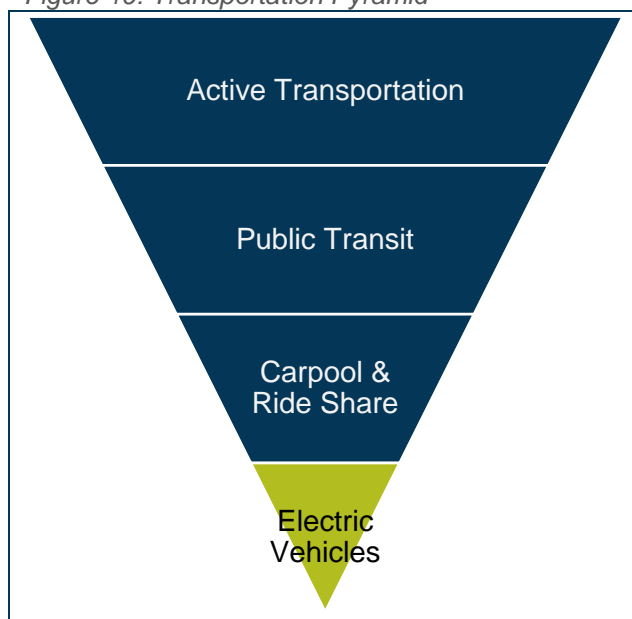 Transportation Pyramid
Active Transportation
Public Transit
Carpool &
Ride Share
Electric
Vehicles